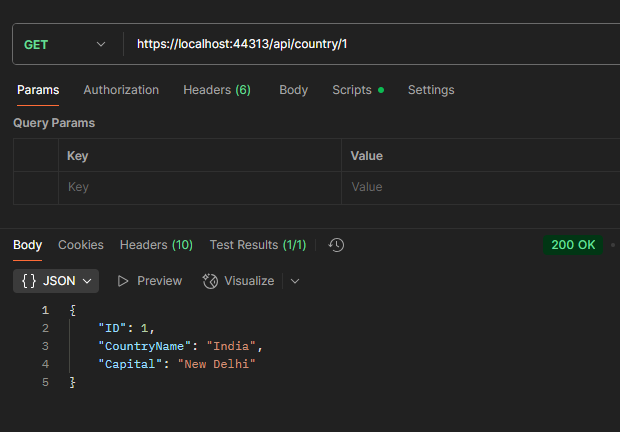 GET https://localhost:44313/api/country/1
Params Authorization Headers (6) Body Scripts Settings
Query Params
Key Value
Key Value
Body Cookies Headers (10) Test Results (1/1) 200 OK
{ } JSON Preview Visualize
1 {
2 "ID": 1,
3 "CountryName": "India",
4 "Capital": "New Delhi"
5 }